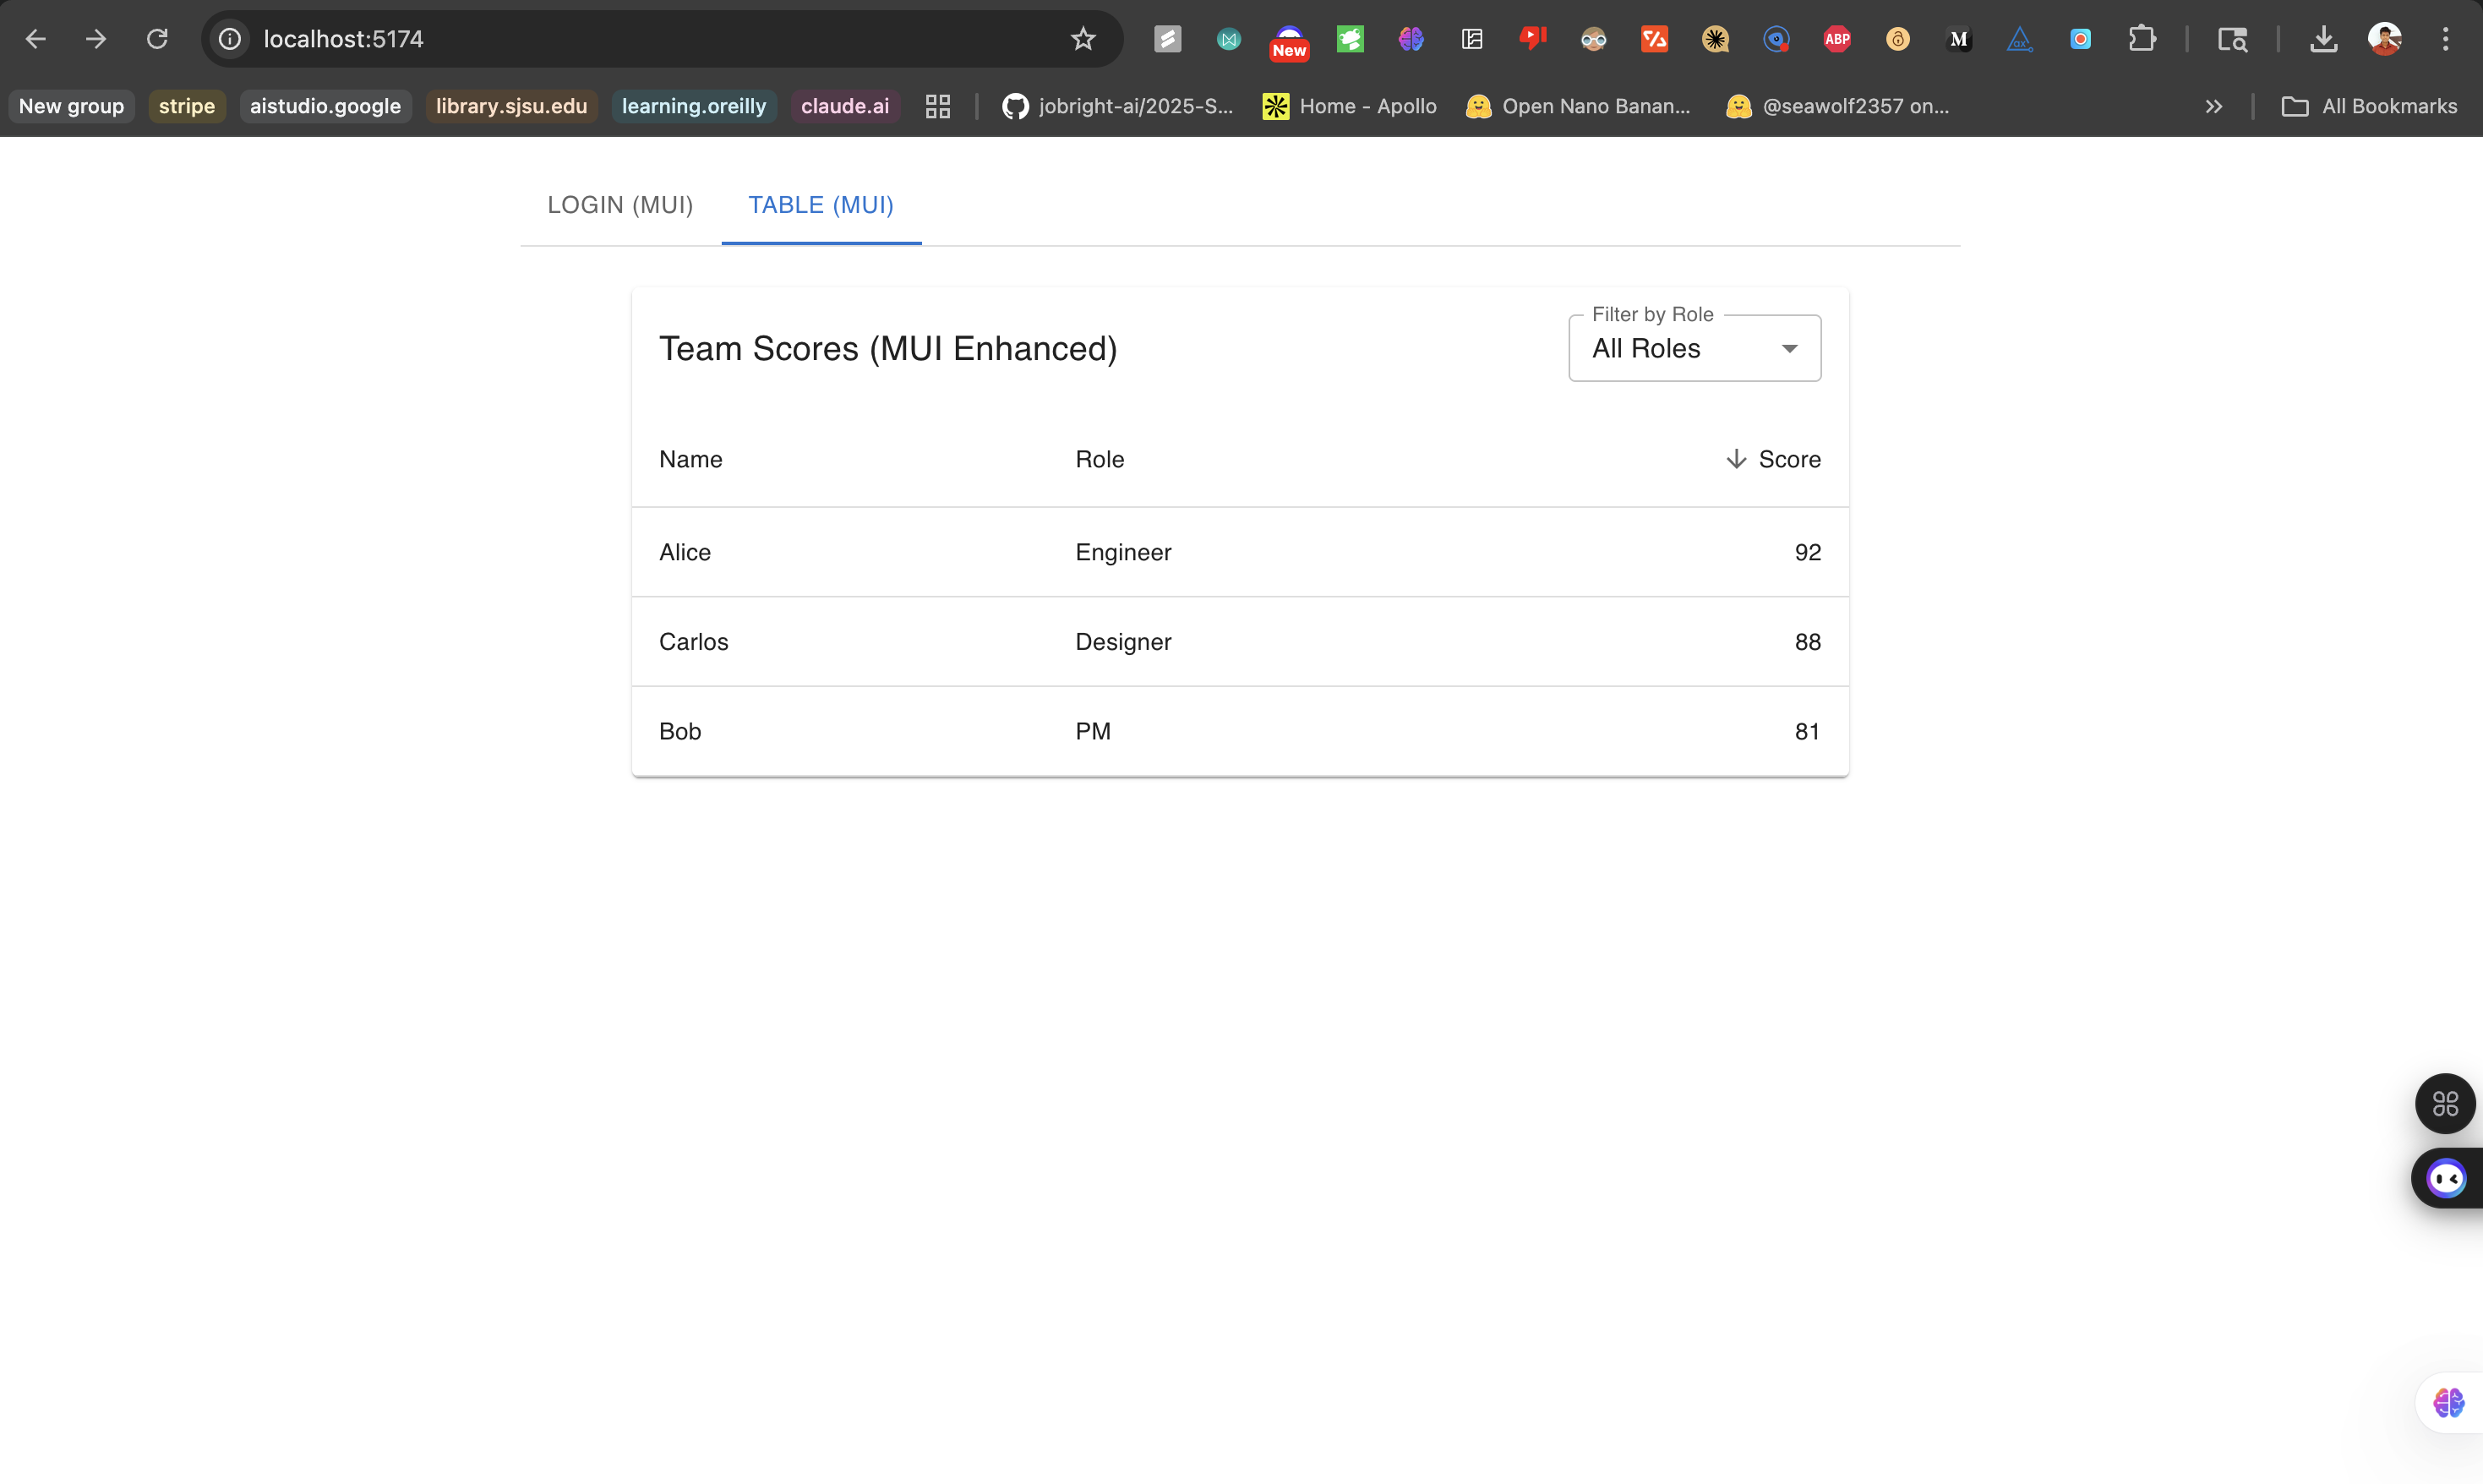 localhost:5174
New
ABP
M
New group stripe aistudio.google library.sjsu.edu learning.oreilly claude.ai jobright-ai/2025-S... Home - Apollo Open Nano Banan... @seawolf2357 on... All Bookmarks
LOGIN (MUI) TABLE (MUI)
Filter by Role
Team Scores (MUI Enhanced) All Roles
Name Role Score
Alice Engineer 92
Carlos Designer 88
Bob PM 81